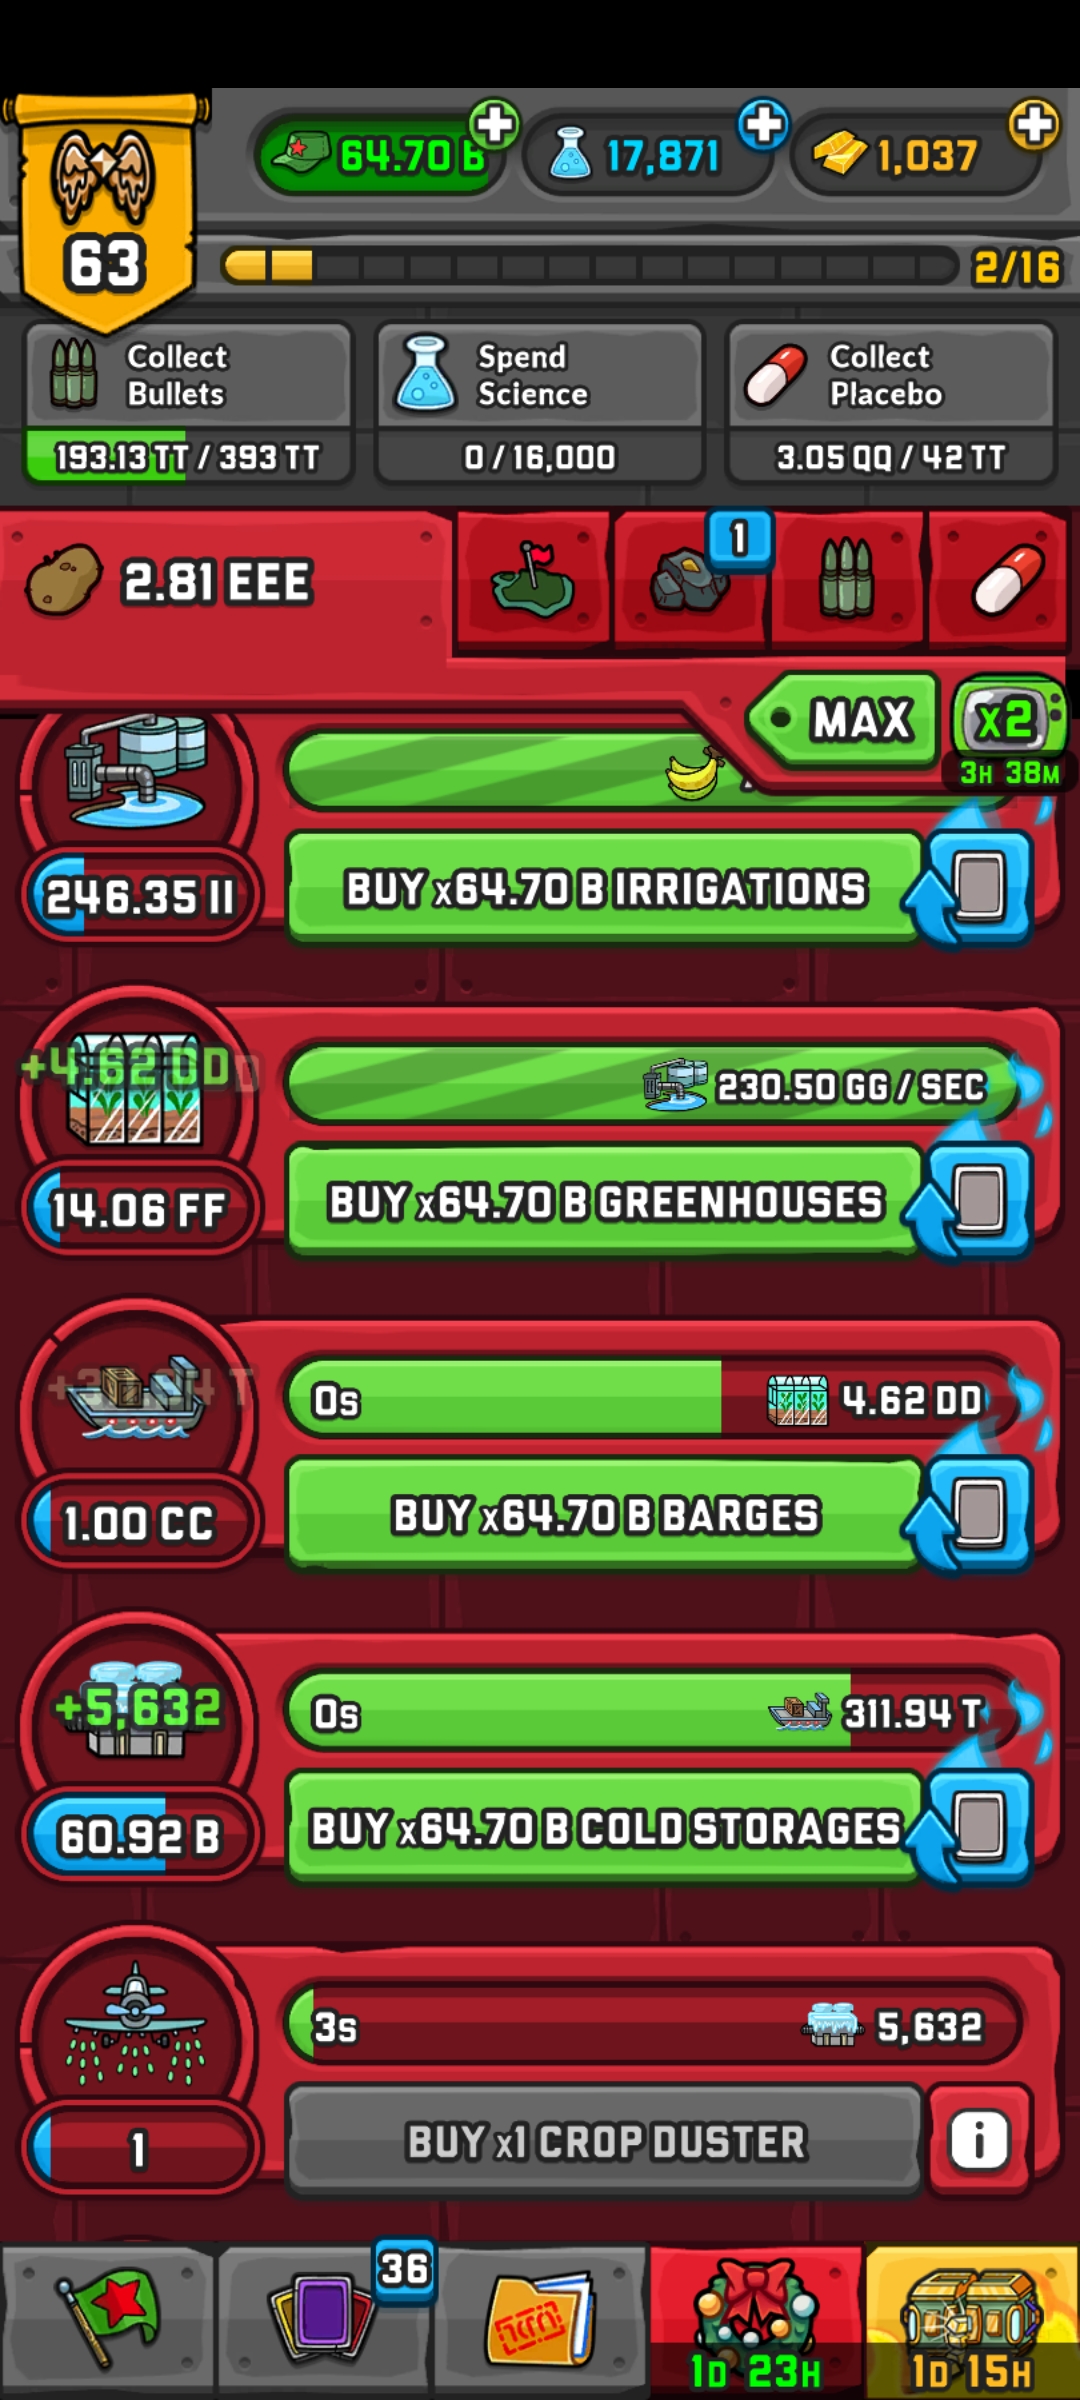 64.70 B
17,871
1,037
63
2/16
Collect
Bullets
193.13 TT / 393 TT
Spend
Science
0 / 16,000
Collect
Placebo
3.05 QQ / 42 TT
2.81 EEE
1
MAX
x2
3H 38M
246.35 II
BUY x64.70 B IRRIGATIONS
+4.62 DD
230.50 GG / SEC
14.06 FF
BUY x64.70 B GREENHOUSES
0s
4.62 DD
1.00 CC
BUY x64.70 B BARGES
+5,632
0s
311.94 T
60.92 B
BUY x64.70 B COLD STORAGES
3s
5,632
1
BUY x1 CROP DUSTER
i
36
1D 23H
1D 15H